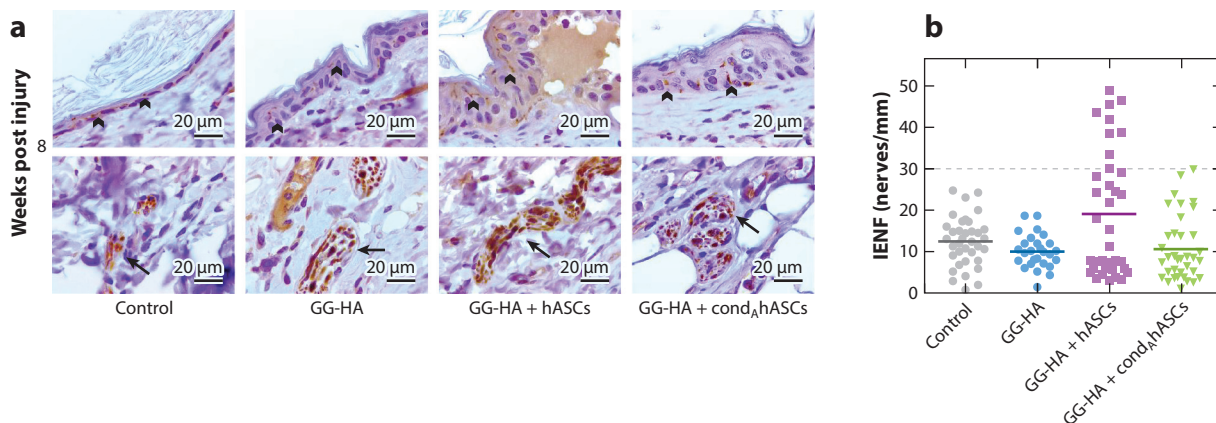 a
Weeks post injury
8
20 µm
20 µm
20 µm
20 µm
20 µm
20 µm
20 µm
20 µm
Control
GG-HA
GG-HA + hASCs
GG-HA + condAhASCs
b
IENF (nerves/mm)
50
40
30
20
10
0
Control
GG-HA
GG-HA + hASCs
GG-HA + condAhASCs